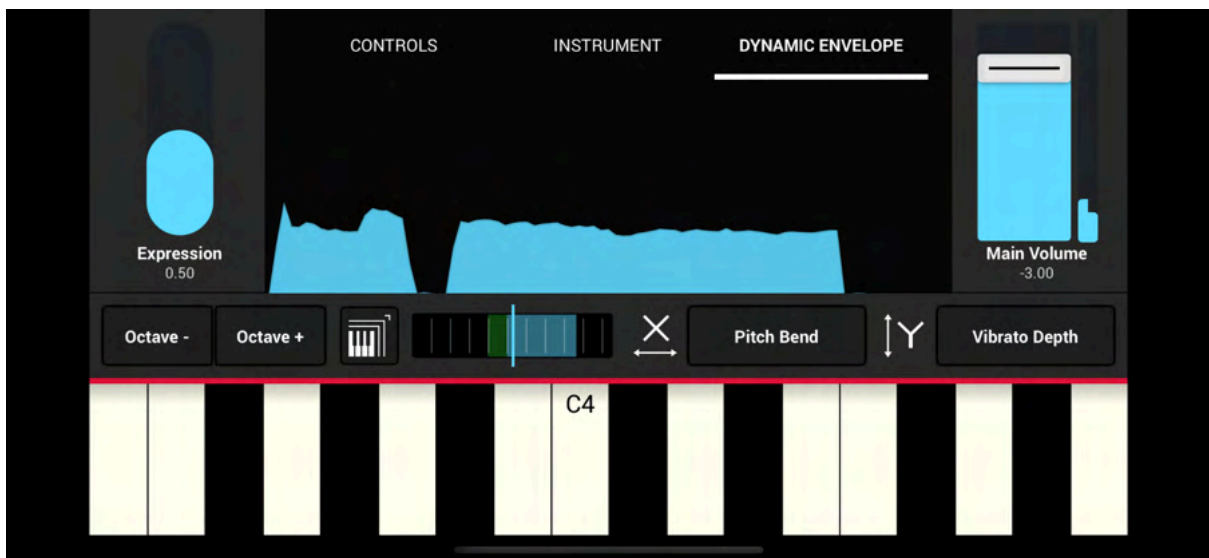 CONTROLS INSTRUMENT DYNAMIC ENVELOPE
Expression
0.50
Main Volume
-3.00
Octave - Octave + X Pitch Bend Y Vibrato Depth
C4